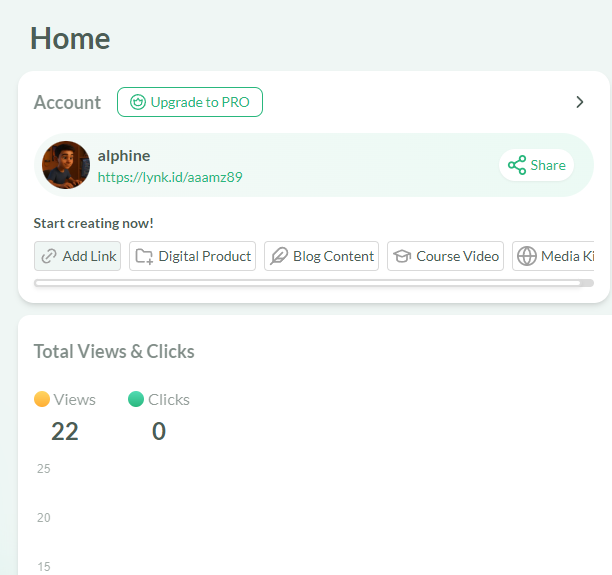 Home
Account Upgrade to PRO
alphine
https://lynk.id/aaamz89
Share
Start creating now!
Add Link Digital Product Blog Content Course Video Media Ki
Total Views & Clicks
Views Clicks
22 0
25
20
15